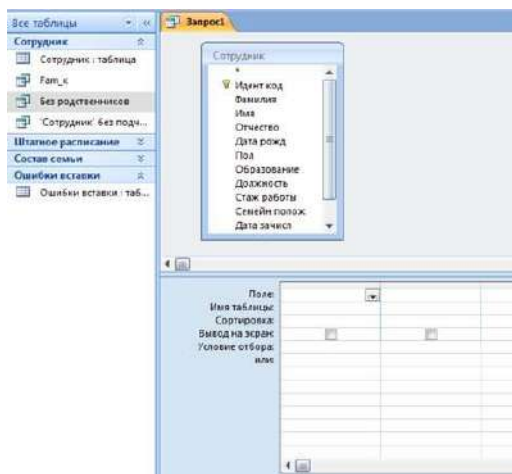 Все таблицы
Сотрудник
Сотрудник : таблица
Fam_к
Без родственников
'Сотрудник' без подч...
Штатное расписание
Состав семьи
Ошибки вставки
Ошибки вставки : таб...
Запрос1
Сотрудник
*
Идент код
Фамилия
Имя
Отчество
Дата рожд
Пол
Образование
Должность
Стаж работы
Семейн полож
Дата зачисл
Поле:
Имя таблицы:
Сортировка:
Вывод на экран:
Условие отбора:
или: